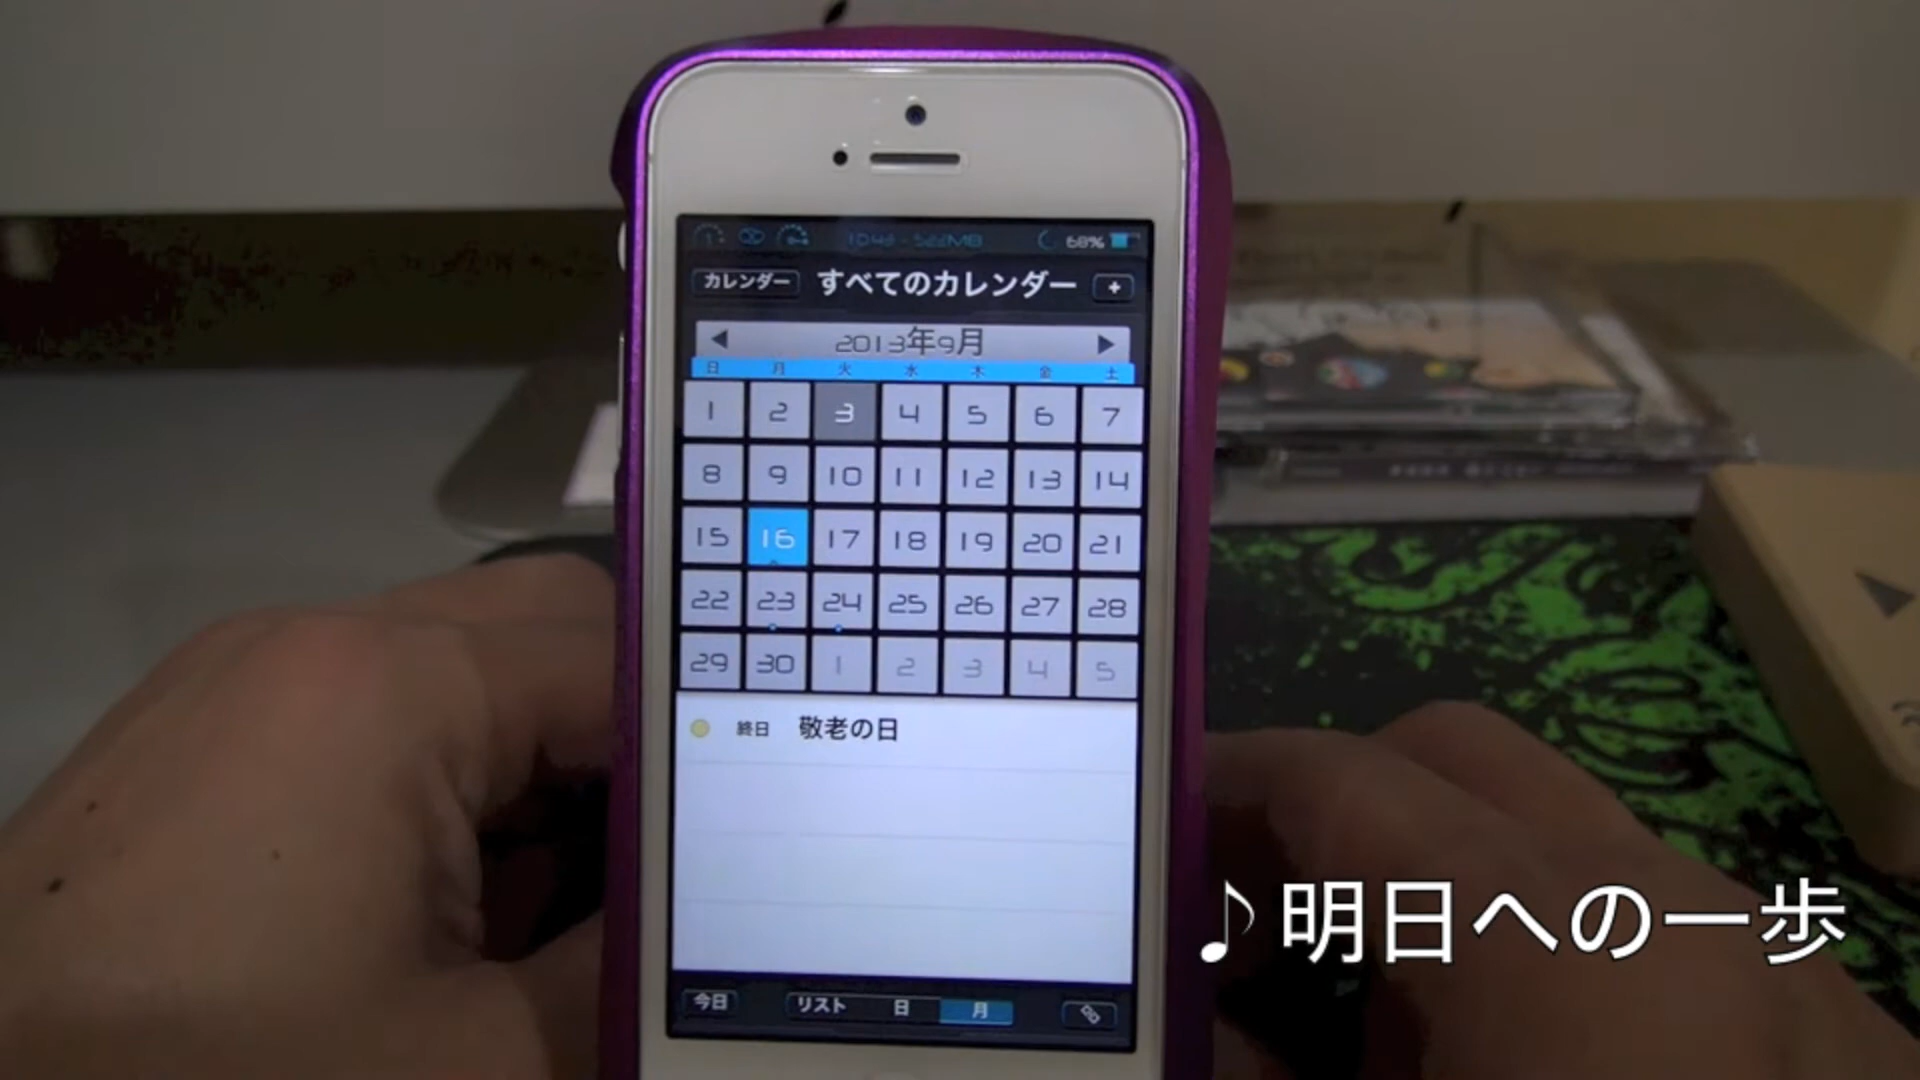 10:43 - 522MB 68%
カレンダー すべてのカレンダー +
2013年9月
日 月 火 水 木 金 土
1 2 3 4 5 6 7
8 9 10 11 12 13 14
15 16 17 18 19 20 21
22 23 24 25 26 27 28
29 30 1 2 3 4 5
終日 敬老の日
♪明日への一歩
今日 リスト 日 月